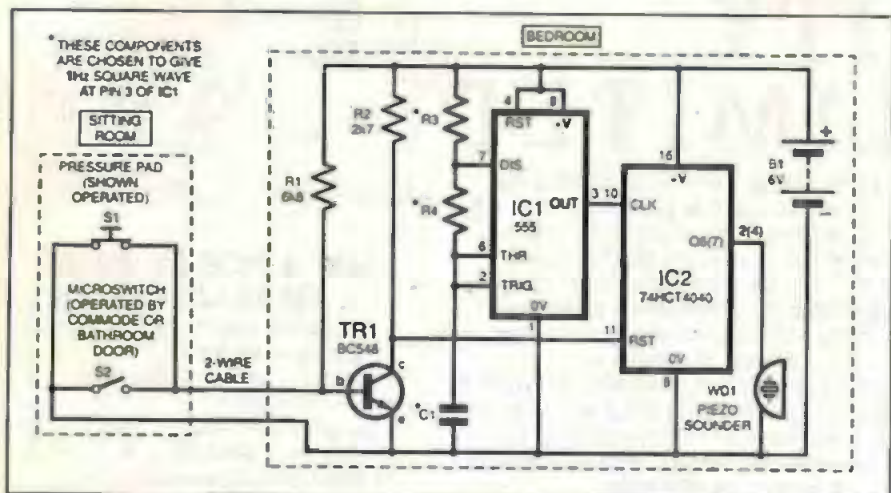 * THESE COMPONENTS
ARE CHOSEN TO GIVE
1Hz SQUARE WAVE
AT PIN 3 OF IC1
SITTING
ROOM
PRESSURE PAD
(SHOWN
OPERATED)
S1
MICROSWITCH
(OPERATED BY
COMMODE OR
BATHROOM
DOOR)
S2
2-WIRE
CABLE
BEDROOM
R1
6k8
R2
2k7
* R3
* R4
7
6
2
4
8
RST
+V
DIS
IC1
555
OUT
THR
TRIG
0V
1
3
10
16
CLK
IC2
74HCT4040
RST
0V
8
11
2(4)
TR1
BC548
b
c
e
* C1
B1
6V
+
−
WD1
PIEZO
SOUNDER